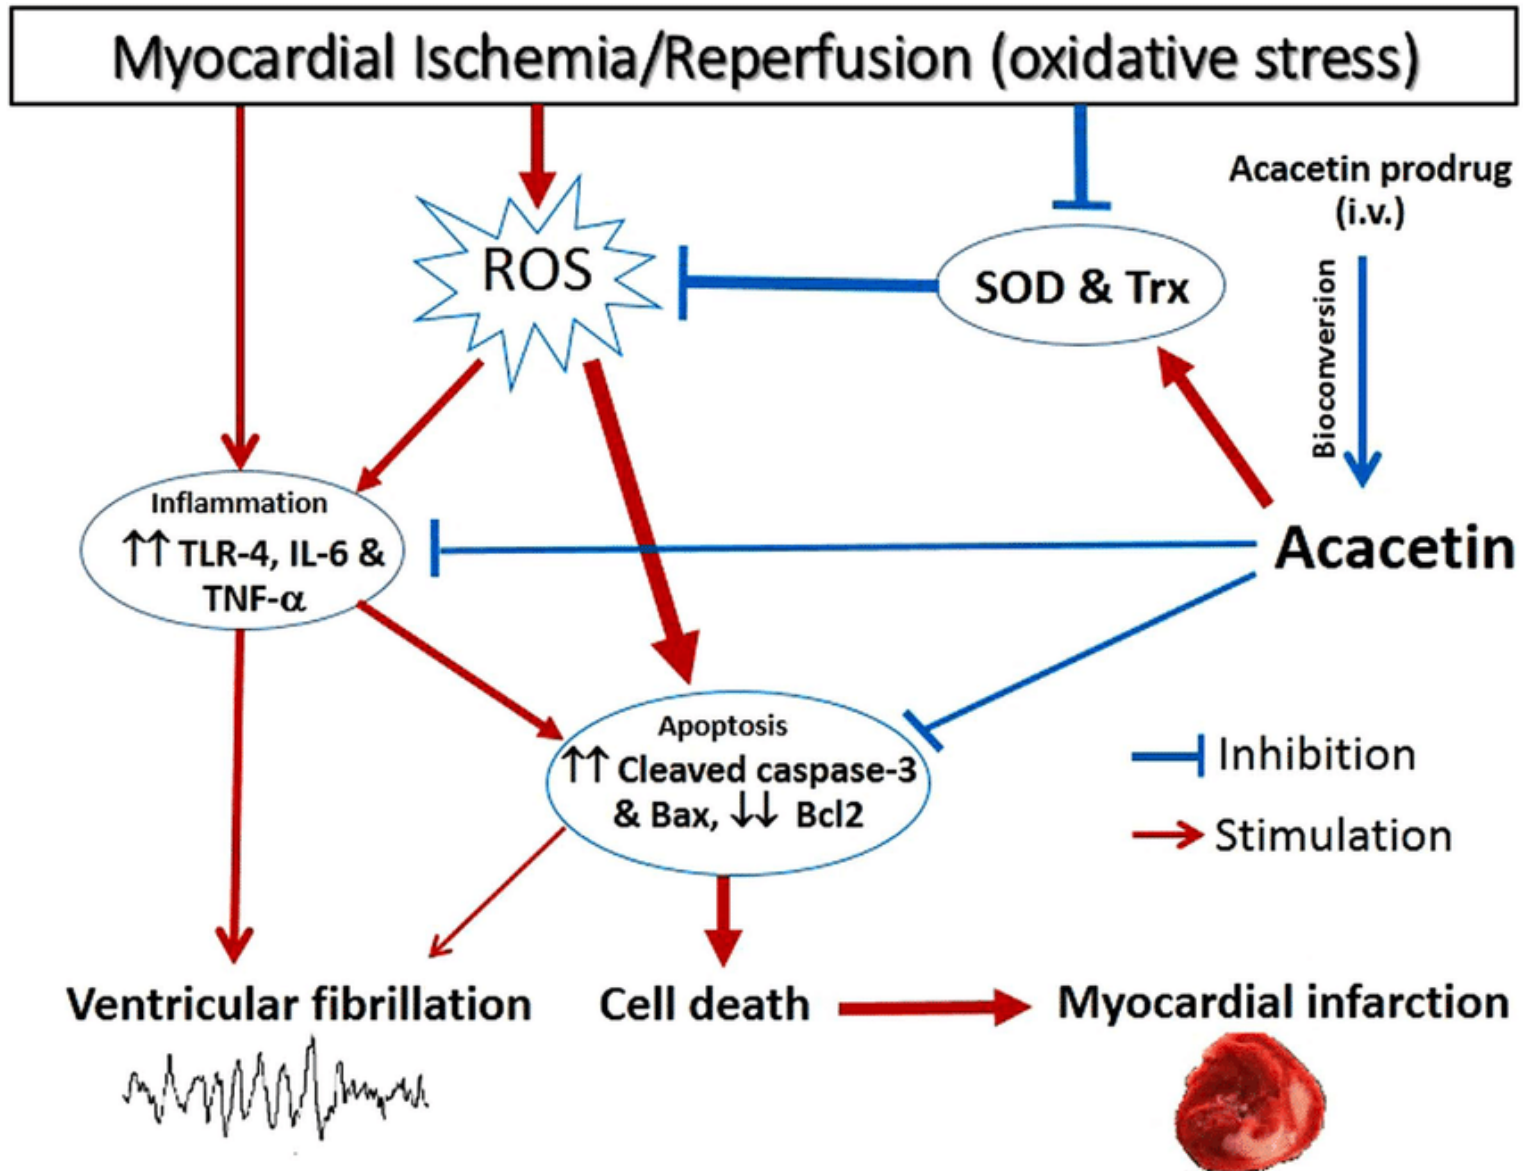 Myocardial Ischemia/Reperfusion (oxidative stress)
Acacetin prodrug
(i.v.)
ROS
SOD & Trx
Bioconversion
Inflammation
↑↑ TLR-4, IL-6 &
TNF-α
Acacetin
Apoptosis
↑↑ Cleaved caspase-3
& Bax, ↓↓ Bcl2
Inhibition
Stimulation
Ventricular fibrillation
Cell death
Myocardial infarction